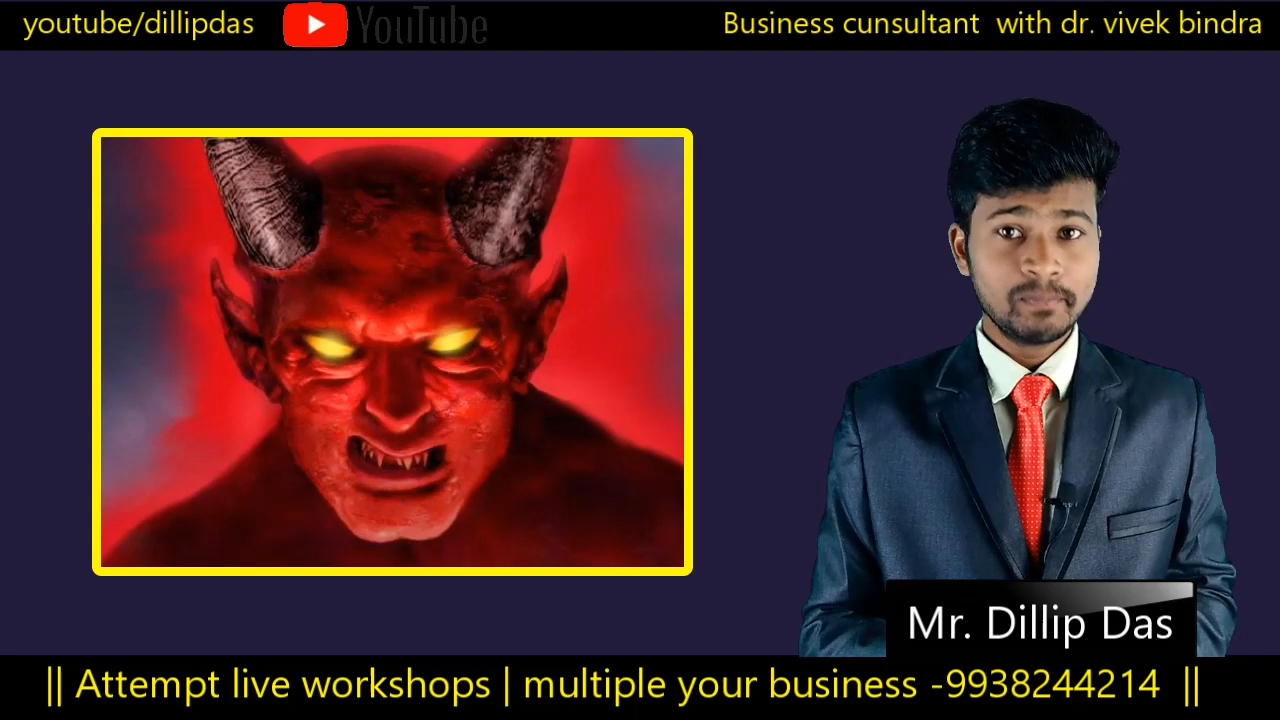 youtube/dillipdas
YouTube
Business cunsultant with dr. vivek bindra
Mr. Dillip Das
|| Attempt live workshops | multiple your business -9938244214 ||